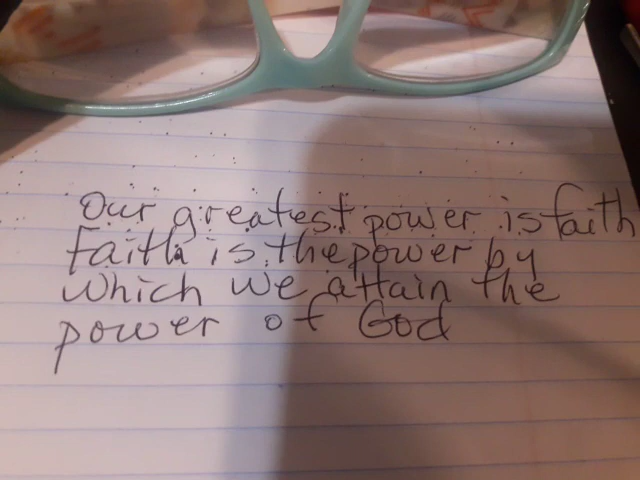 Our greatest power is faith
faith is the power by
which we attain the
power of God